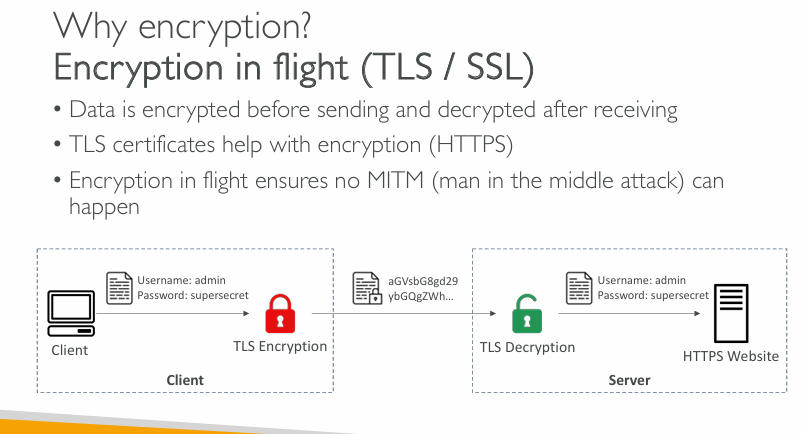 Why encryption?
Encryption in flight (TLS / SSL)
• Data is encrypted before sending and decrypted after receiving
• TLS certificates help with encryption (HTTPS)
• Encryption in flight ensures no MITM (man in the middle attack) can
happen
Username: admin
Password: supersecret
aGVsbG8gd29
ybGQgZWh...
Username: admin
Password: supersecret
Client
TLS Encryption
TLS Decryption
HTTPS Website
Client
Server